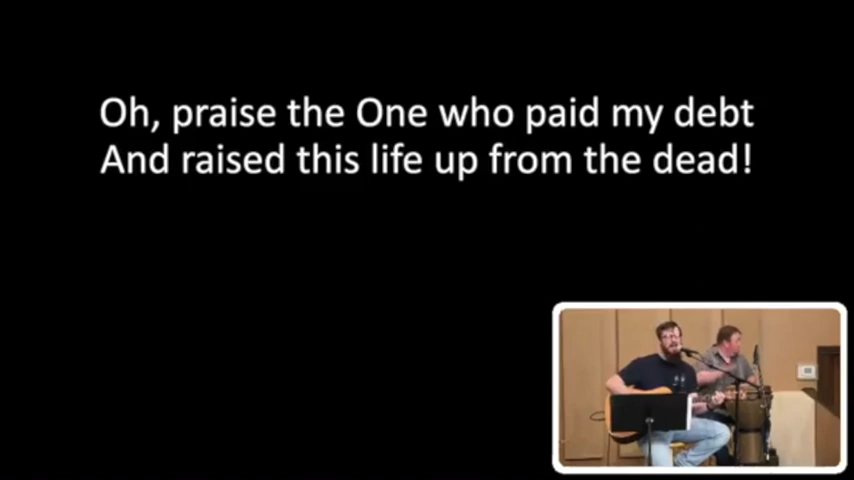 Oh, praise the One who paid my debt
And raised this life up from the dead!